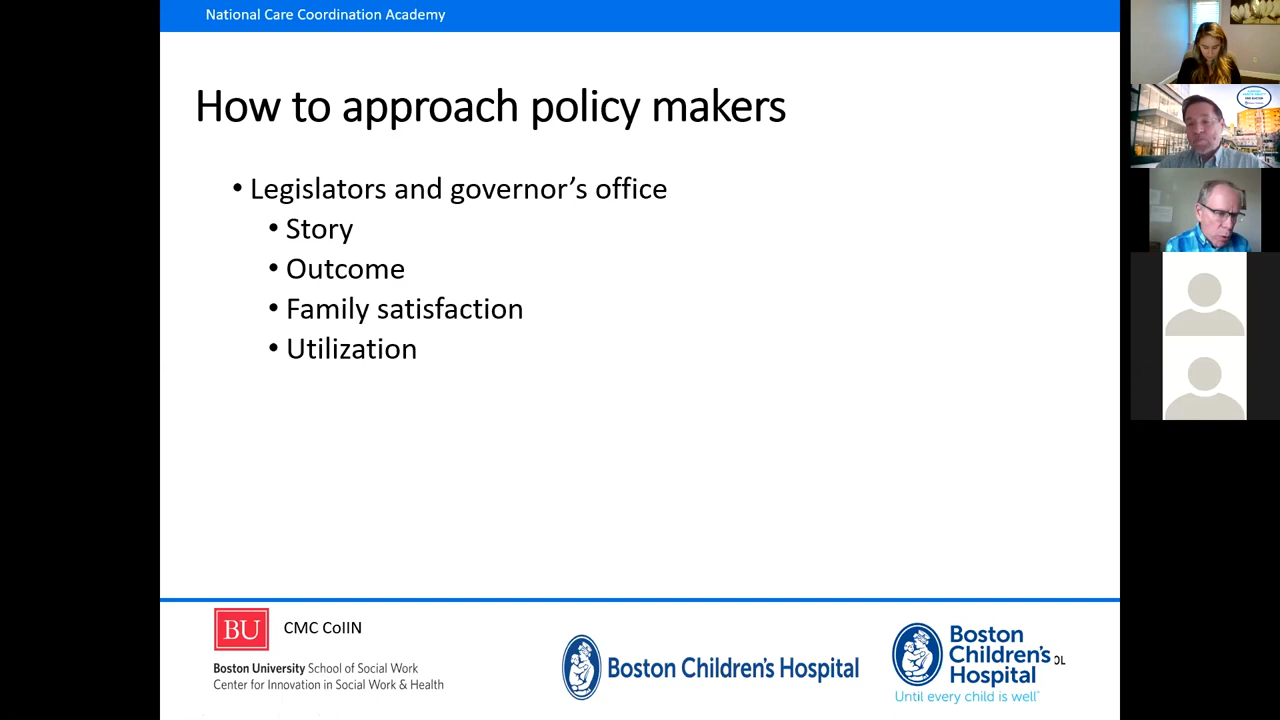 National Care Coordination Academy
How to approach policy makers
• Legislators and governor’s office
• Story
• Outcome
• Family satisfaction
• Utilization
BU
CMC CoIIN
Boston University School of Social Work
Center for Innovation in Social Work & Health
Boston Children's Hospital
Boston
Children's
Hospital
OL
Until every child is well™